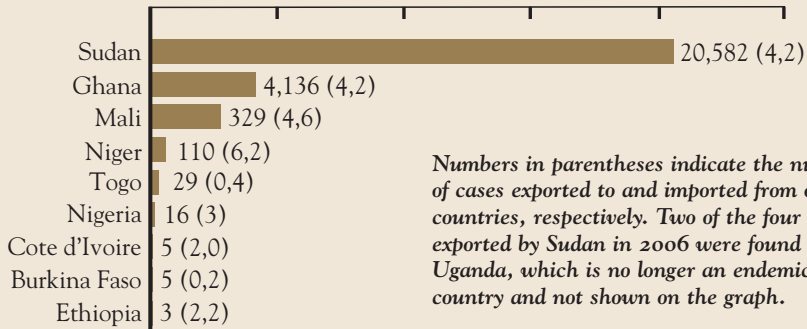 Sudan 20,582 (4,2)
Ghana 4,136 (4,2)
Mali 329 (4,6)
Niger 110 (6,2)
Togo 29 (0,4)
Nigeria 16 (3)
Cote d'Ivoire 5 (2,0)
Burkina Faso 5 (0,2)
Ethiopia 3 (2,2)
Numbers in parentheses indicate the
of cases exported to and imported from
countries, respectively. Two of the four
exported by Sudan in 2006 were found
Uganda, which is no longer an endemic
country and not shown on the graph.